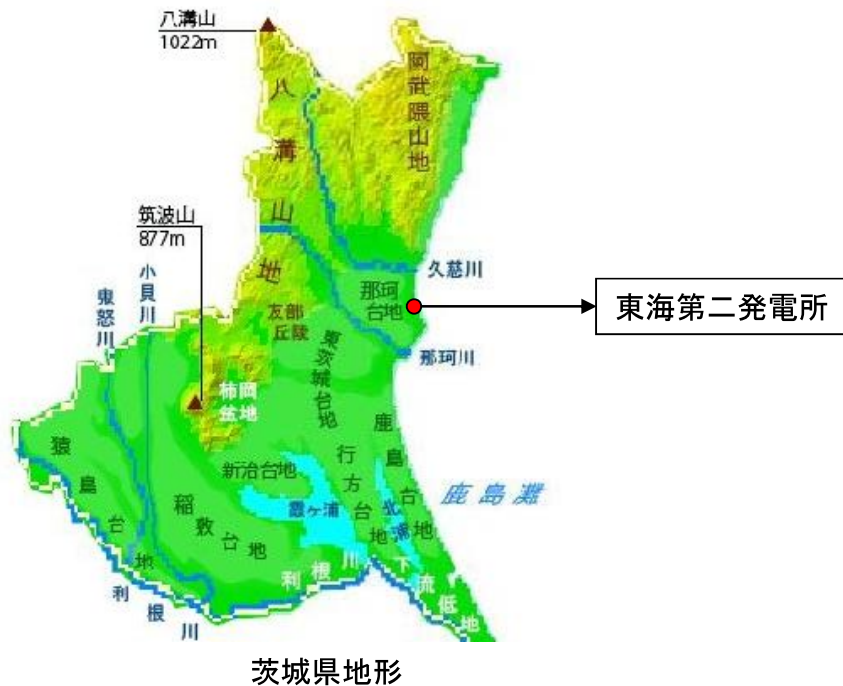 八溝山
1022m
八溝山地
阿武隈山地
筑波山
877m
久慈川
那珂
台地
東海第二発電所
小貝川
鬼怒川
友部
丘陵
那珂川
東茨城台地
柿岡
盆地
鹿島台地
猿島台地
新治台地
行方台地
鹿島灘
稲敷台地
霞ヶ浦
北浦
利根川
利根川
下流低地
茨城県地形